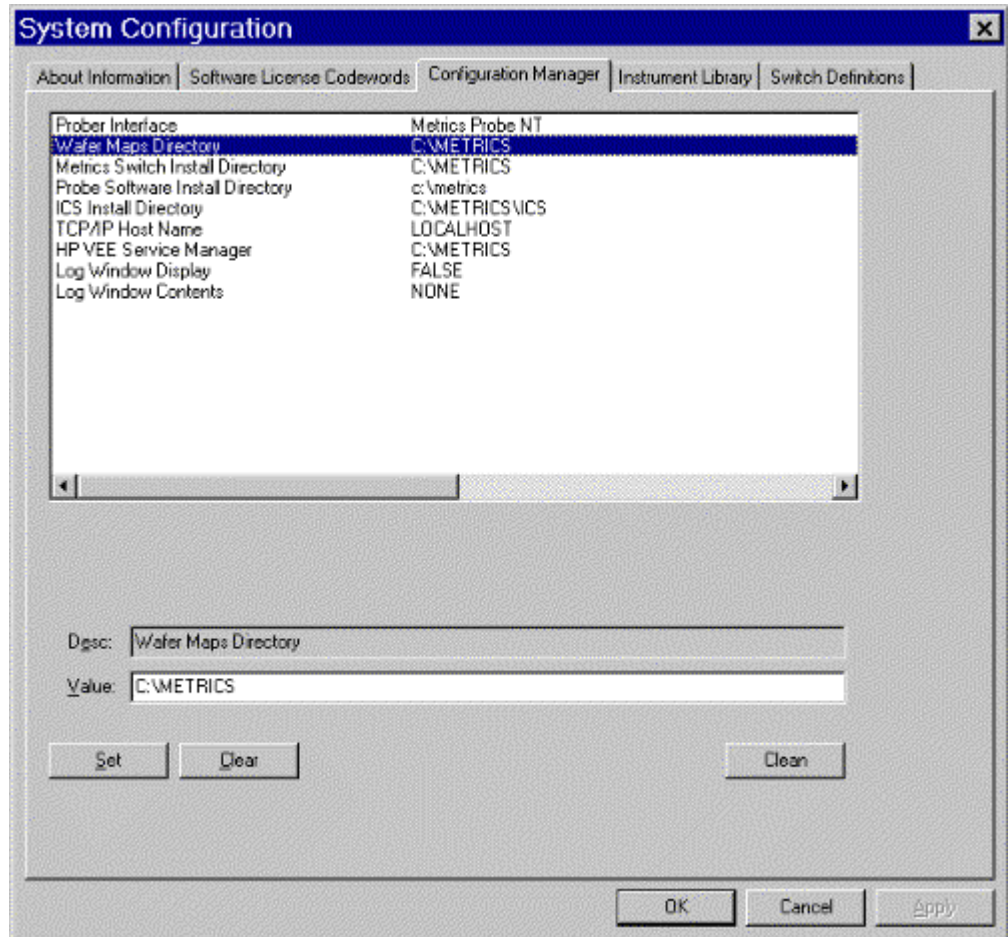 System Configuration
About Information Software License Codewords Configuration Manager Instrument Library Switch Definitions
Prober Interface Metrics Probe NT
Wafer Maps Directory C:\METRICS
Metrics Switch Install Directory C:\METRICS
Probe Software Install Directory c:\metrics
ICS Install Directory C:\METRICS\ICS
TCP/IP Host Name LOCALHOST
HP VEE Service Manager C:\METRICS
Log Window Display FALSE
Log Window Contents NONE
Desc: Wafer Maps Directory
Value: C:\METRICS
Set Clear Clean
OK Cancel Apply